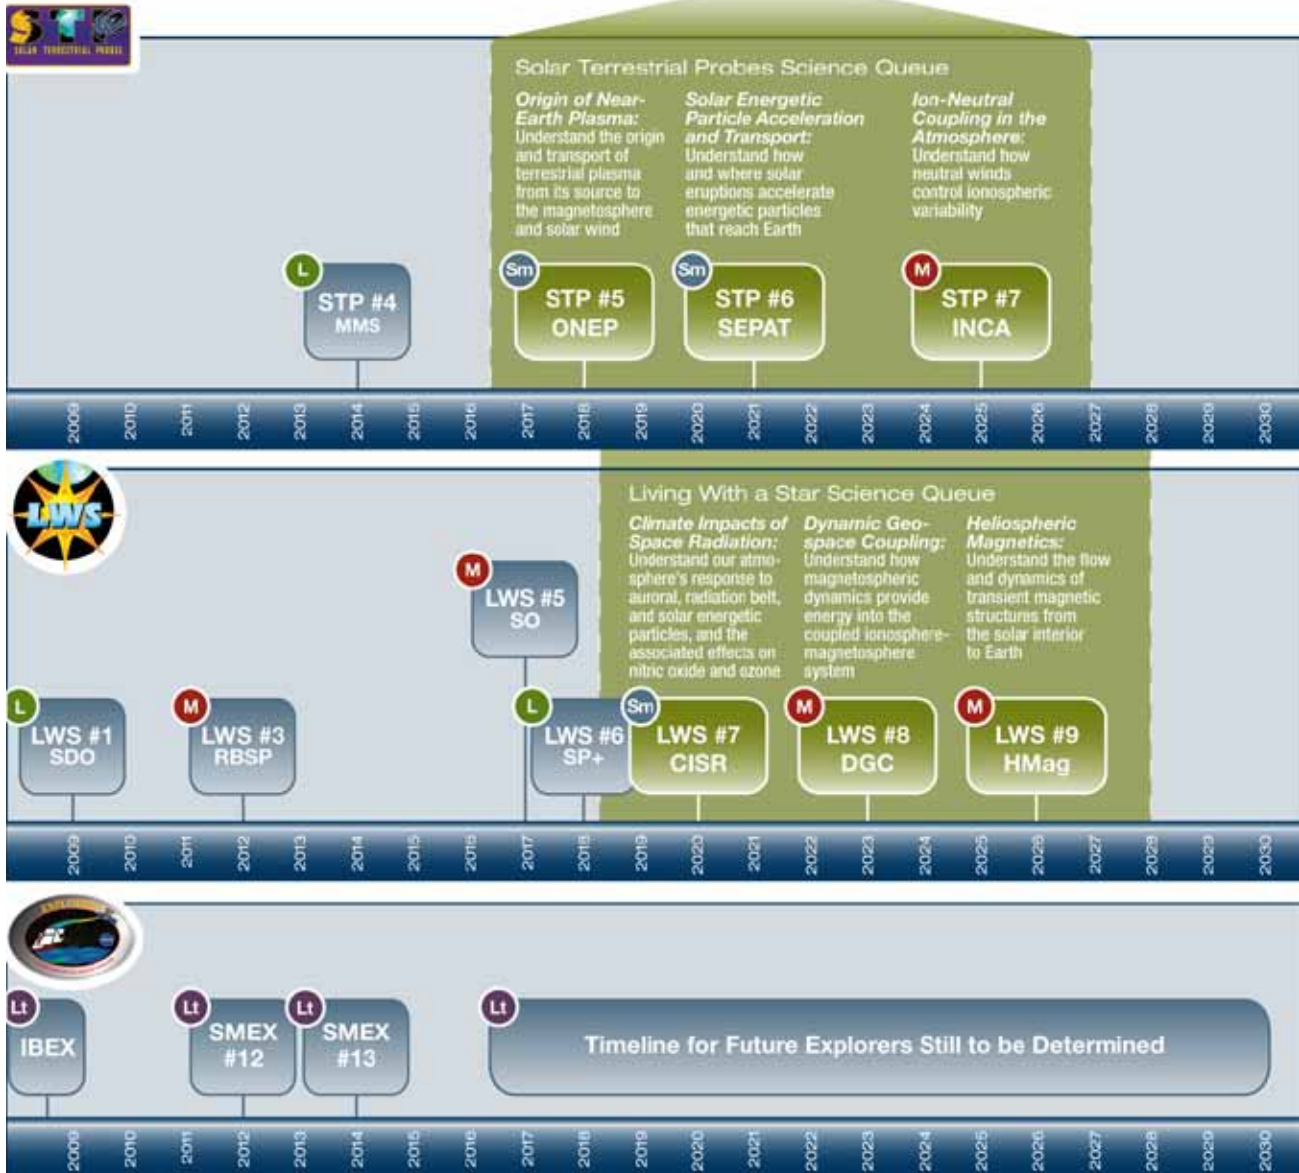 STP
SOLAR TERRESTRIAL PROBES
Solar Terrestrial Probes Science Queue
Origin of Near-
Earth Plasma:
Understand the origin
and transport of
terrestrial plasma
from its source to
the magnetosphere
and solar wind
Solar Energetic
Particle Acceleration
and Transport:
Understand how
and where solar
eruptions accelerate
energetic particles
that reach Earth
Ion-Neutral
Coupling in the
Atmosphere:
Understand how
neutral winds
control ionospheric
variability
L
STP #4
MMS
Sm
STP #5
ONEP
Sm
STP #6
SEPAT
M
STP #7
INCA
2009 2010 2011 2012 2013 2014 2015 2016 2017 2018 2019 2020 2021 2022 2023 2024 2025 2026 2027 2028 2029 2030
LWS
Living With a Star Science Queue
Climate Impacts of
Space Radiation:
Understand our atmo-
sphere's response to
auroral, radiation belt,
and solar energetic
particles, and the
associated effects on
nitric oxide and ozone
Dynamic Geo-
space Coupling:
Understand how
magnetospheric
dynamics provide
energy into the
coupled ionosphere-
magnetosphere
system
Heliospheric
Magnetics:
Understand the flow
and dynamics of
transient magnetic
structures from
the solar interior
to Earth
M
LWS #5
SO
L
LWS #1
SDO
M
LWS #3
RBSP
L
LWS #6
SP+
Sm
LWS #7
CISR
M
LWS #8
DGC
M
LWS #9
HMag
2009 2010 2011 2012 2013 2014 2015 2016 2017 2018 2019 2020 2021 2022 2023 2024 2025 2026 2027 2028 2029 2030
Lt
IBEX
Lt
SMEX
#12
Lt
SMEX
#13
Lt
Timeline for Future Explorers Still to be Determined
2009 2010 2011 2012 2013 2014 2015 2016 2017 2018 2019 2020 2021 2022 2023 2024 2025 2026 2027 2028 2029 2030